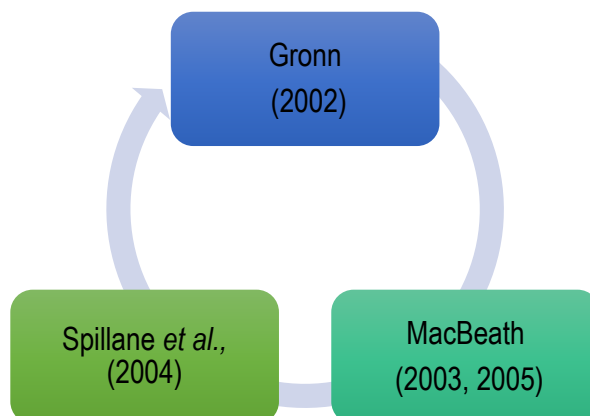 Gronn
(2002)
Spillane et al.,
(2004)
MacBeath
(2003, 2005)